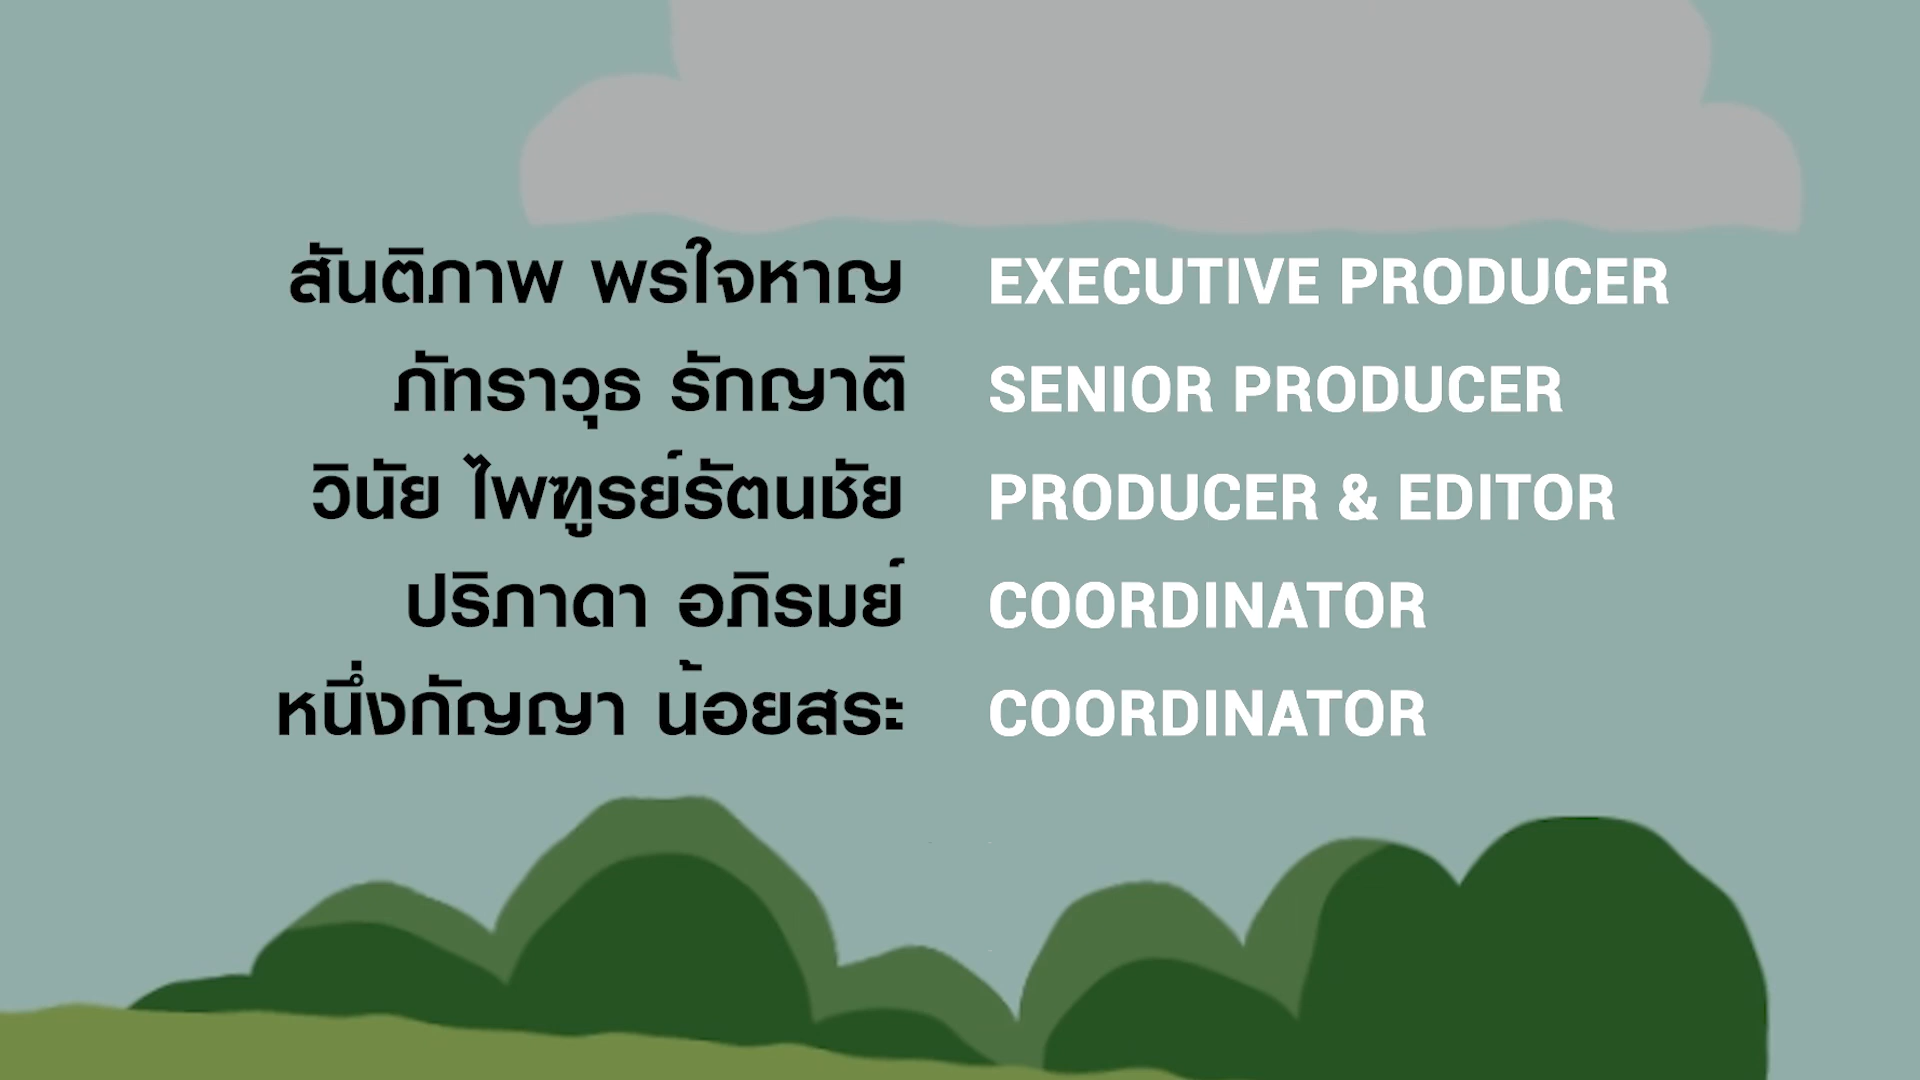 สันติภาพ พรใจหาญ EXECUTIVE PRODUCER
ภัทราวุธ รักญาติ SENIOR PRODUCER
วินัย ไพฑูรย์รัตนชัย PRODUCER & EDITOR
ปริภาดา อภิรมย์ COORDINATOR
หนึ่งกัญญา น้อยสระ COORDINATOR